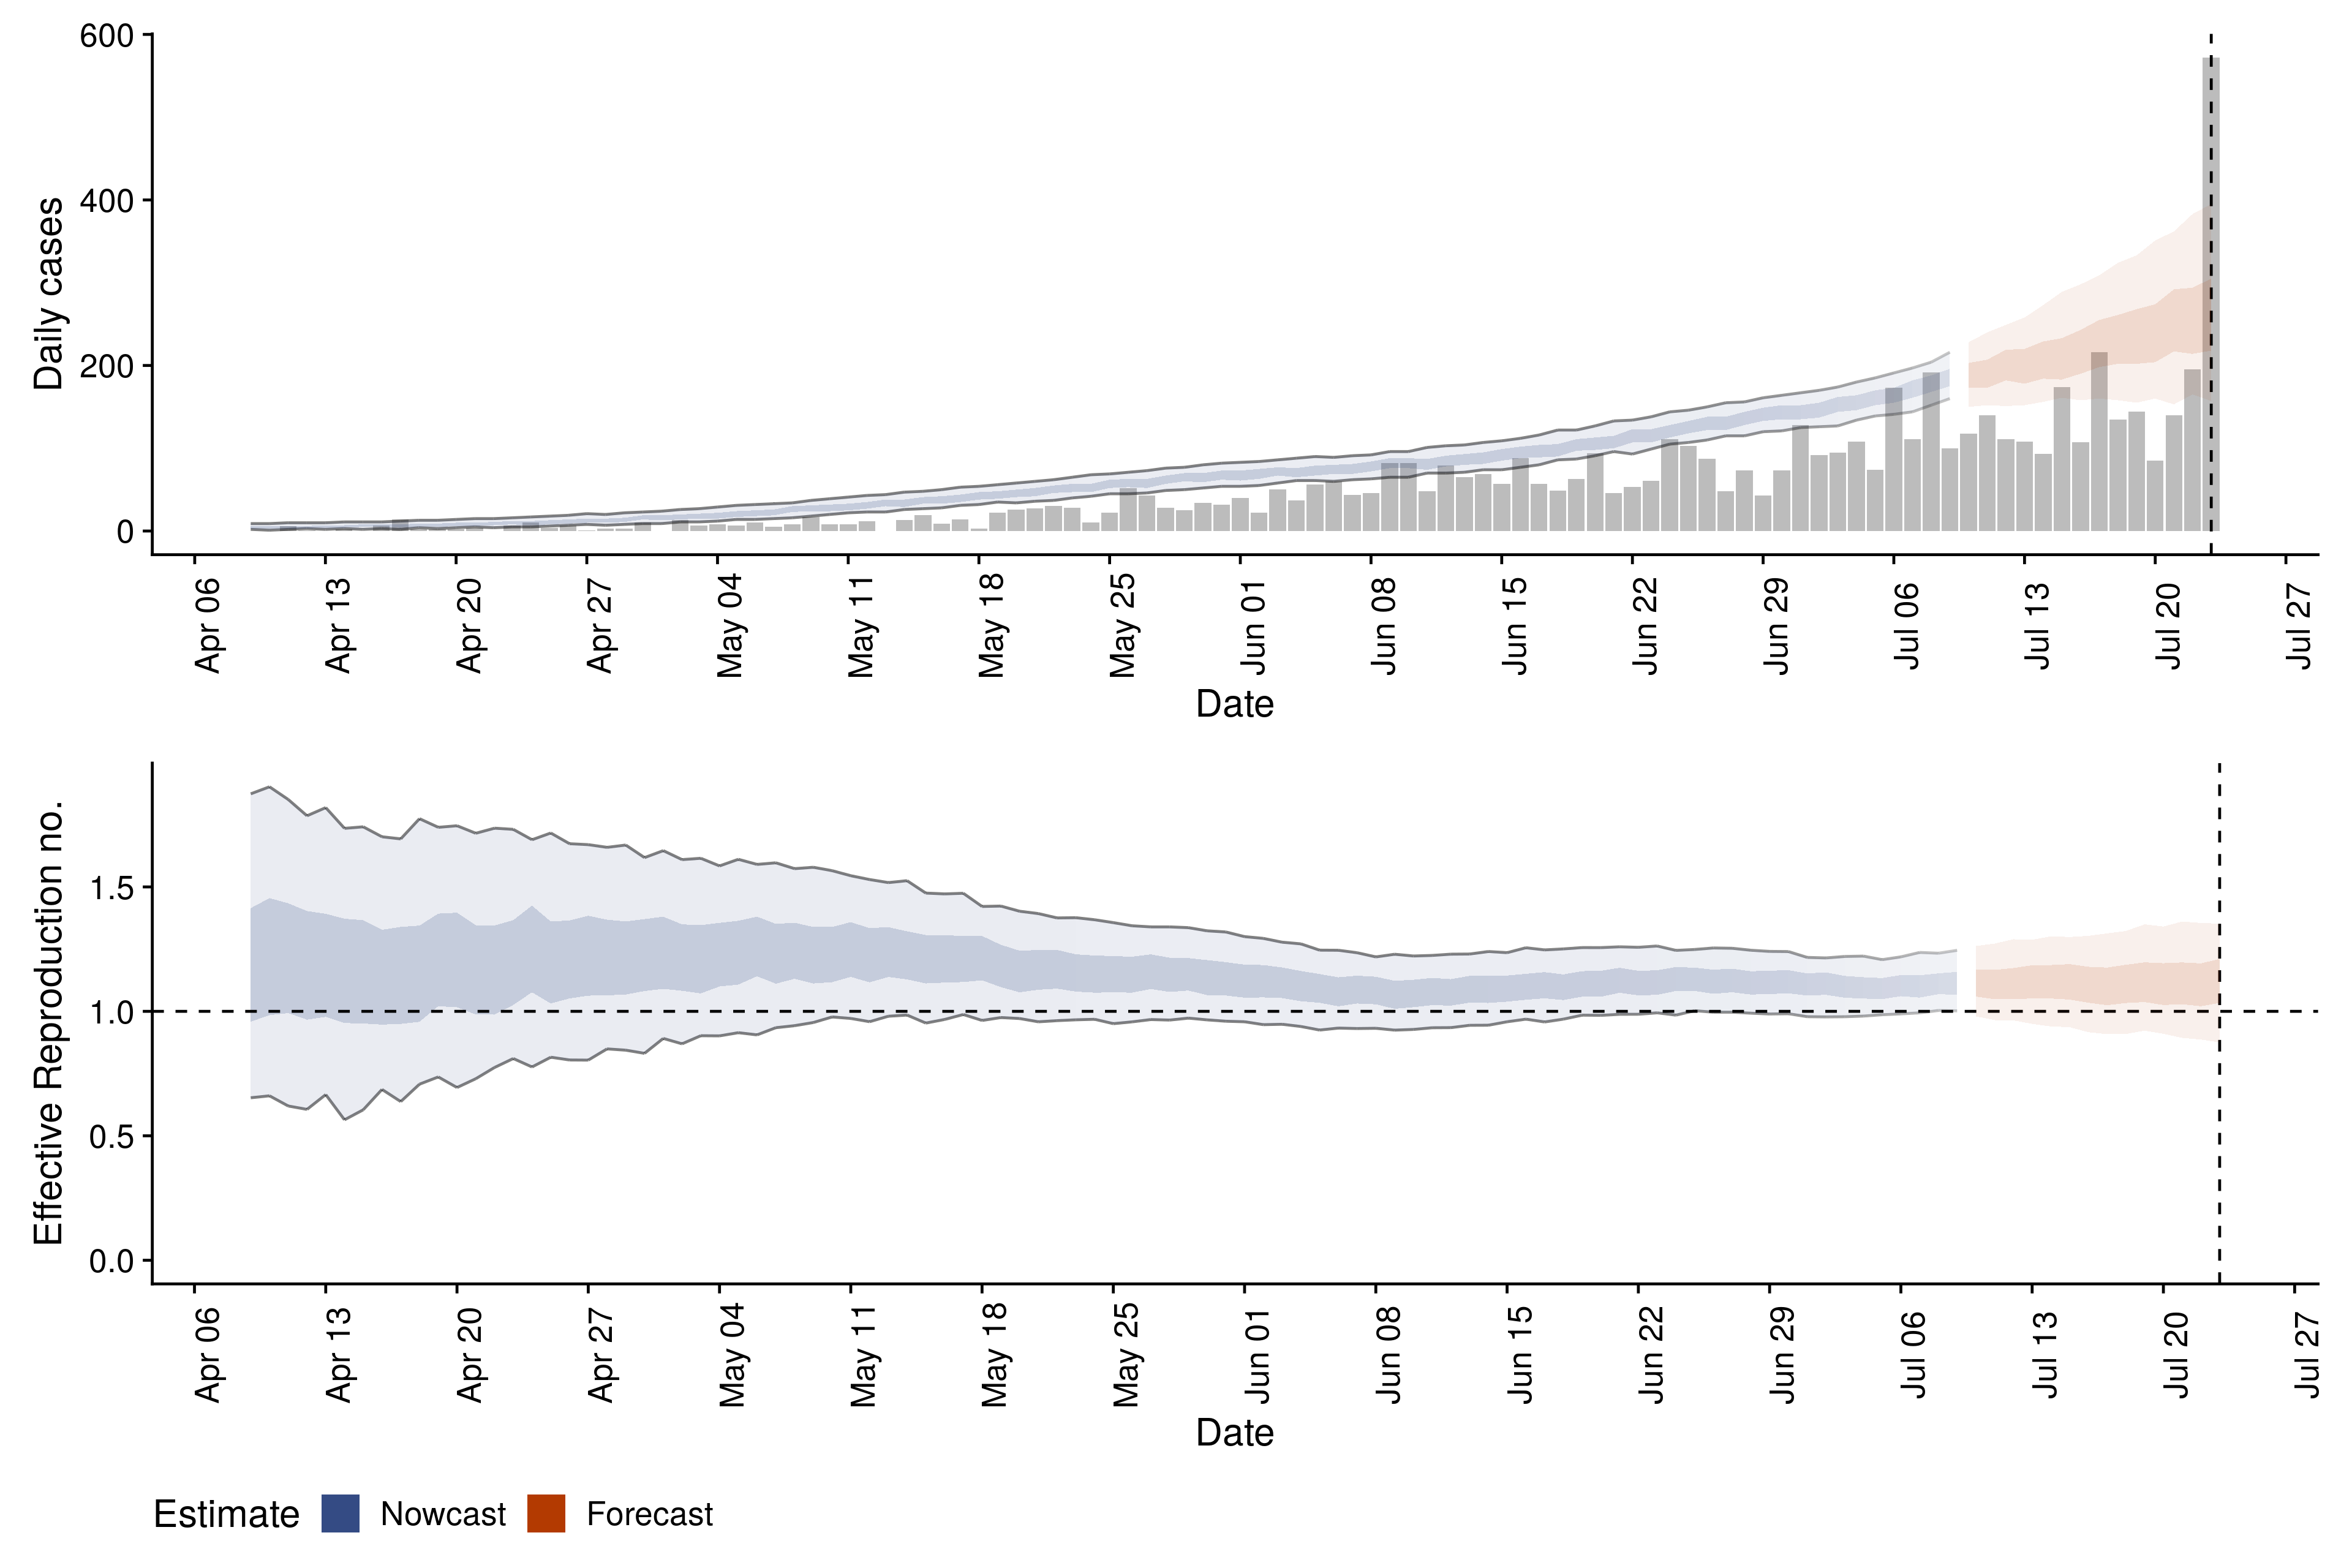 600
400
200
0
Daily cases
Apr 06 Apr 13 Apr 20 Apr 27 May 04 May 11 May 18 May 25 Jun 01 Jun 08 Jun 15 Jun 22 Jun 29 Jul 06 Jul 13 Jul 20 Jul 27
Date
1.5
1.0
0.5
0.0
Effective Reproduction no.
Apr 06 Apr 13 Apr 20 Apr 27 May 04 May 11 May 18 May 25 Jun 01 Jun 08 Jun 15 Jun 22 Jun 29 Jul 06 Jul 13 Jul 20 Jul 27
Date
Estimate Nowcast Forecast